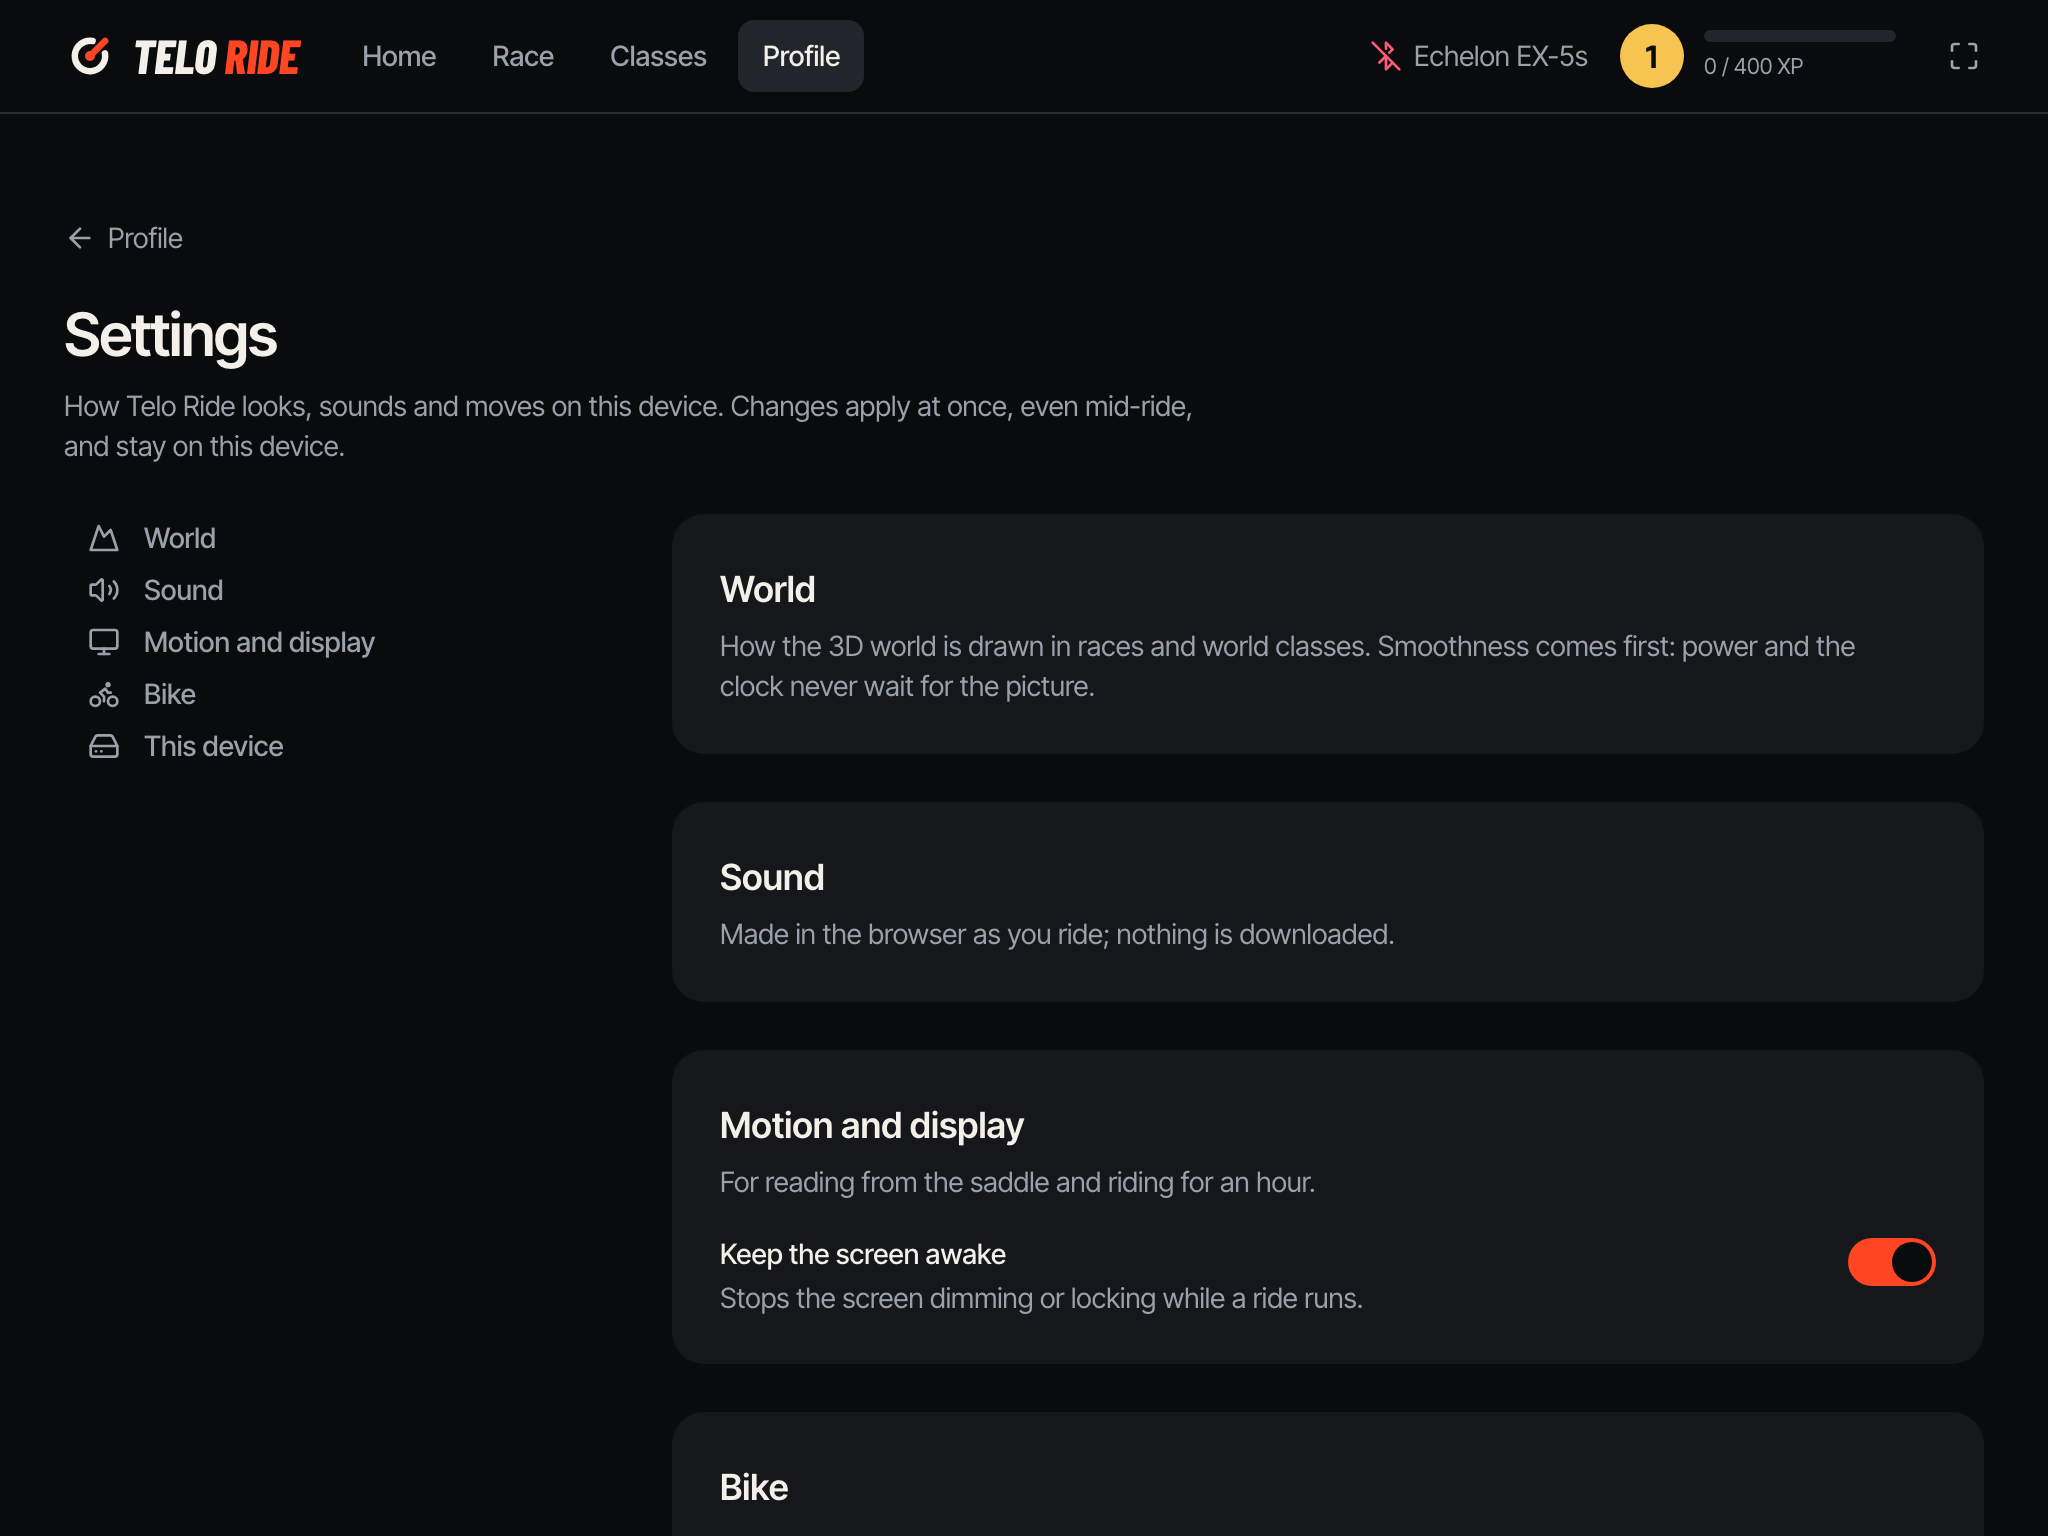 TELO RIDE
Home
Race
Classes
Profile
Echelon EX-5s
1
0 / 400 XP
Profile
Settings
How Telo Ride looks, sounds and moves on this device. Changes apply at once, even mid-ride,
and stay on this device.
World
Sound
Motion and display
Bike
This device
World
How the 3D world is drawn in races and world classes. Smoothness comes first: power and the
clock never wait for the picture.
Sound
Made in the browser as you ride; nothing is downloaded.
Motion and display
For reading from the saddle and riding for an hour.
Keep the screen awake
Stops the screen dimming or locking while a ride runs.
Bike